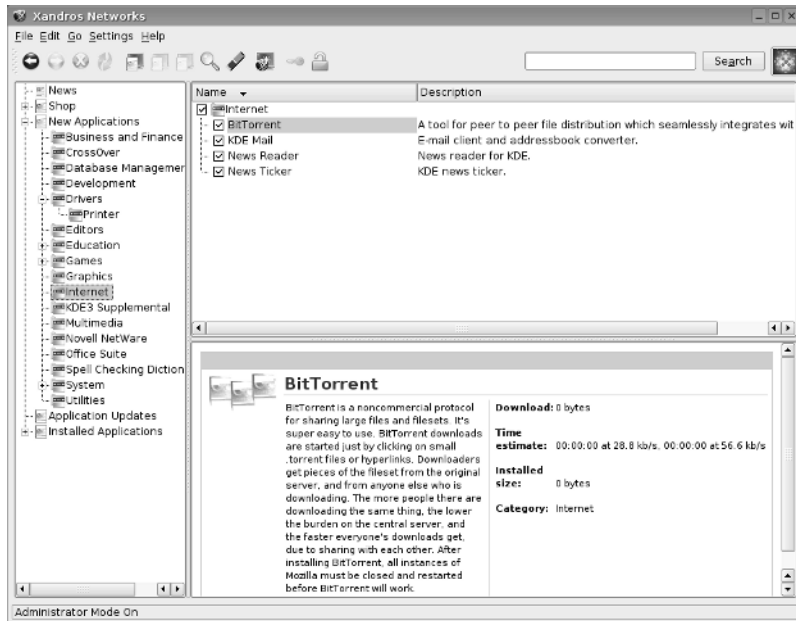 Xandros Networks
File Edit Go Settings Help
Search
News
Shop
New Applications
Business and Finance
CrossOver
Database Managemer
Development
Drivers
Printer
Editors
Education
Games
Graphics
Internet
KDE3 Supplemental
Multimedia
Novell NetWare
Office Suite
Spell Checking Diction
System
Utilities
Application Updates
Installed Applications
Name Description
Internet
BitTorrent A tool for peer to peer file distribution which seamlessly integrates wit
KDE Mail E-mail client and addressbook converter.
News Reader News reader for KDE.
News Ticker KDE news ticker.
BitTorrent
BitTorrent is a noncommercial protocol
for sharing large files and filesets. It's
super easy to use. BitTorrent downloads
are started just by clicking on small
.torrent files or hyperlinks. Downloaders
get pieces of the fileset from the original
server, and from anyone else who is
downloading. The more people there are
downloading the same thing, the lower
the burden on the central server, and
the faster everyone's downloads get,
due to sharing with each other. After
installing BitTorrent, all instances of
Mozilla must be closed and restarted
before BitTorrent will work.
Download: 0 bytes
Time
estimate: 00:00:00 at 28.8 kb/s, 00:00:00 at 56.6 kb/s
Installed
size: 0 bytes
Category: Internet
Administrator Mode On